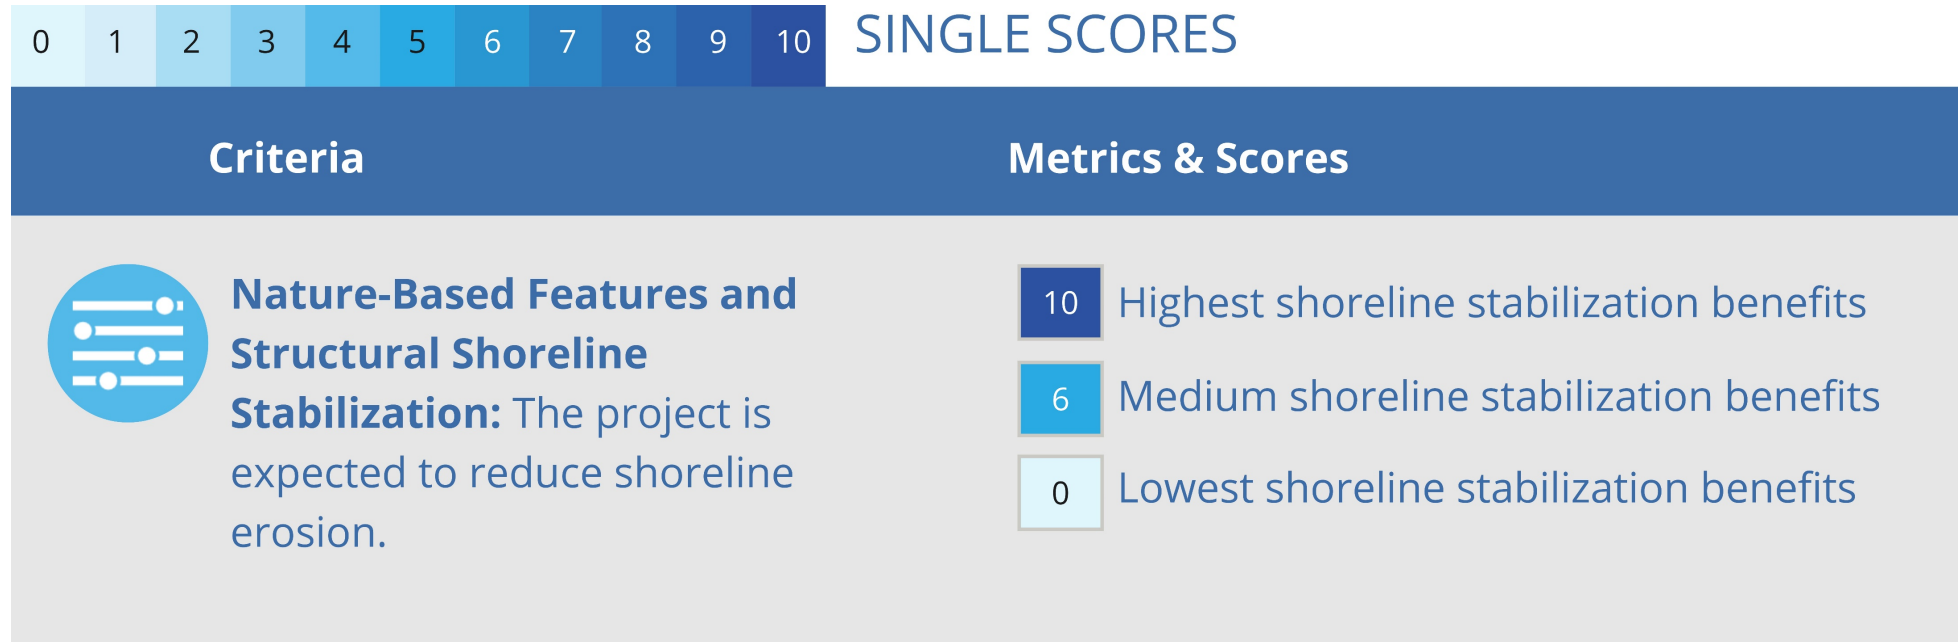 0 1 2 3 4 5 6 7 8 9 10 SINGLE SCORES
Criteria
Metrics & Scores
Nature-Based Features and
Structural Shoreline
Stabilization: The project is
expected to reduce shoreline
erosion.
10 Highest shoreline stabilization benefits
6 Medium shoreline stabilization benefits
0 Lowest shoreline stabilization benefits